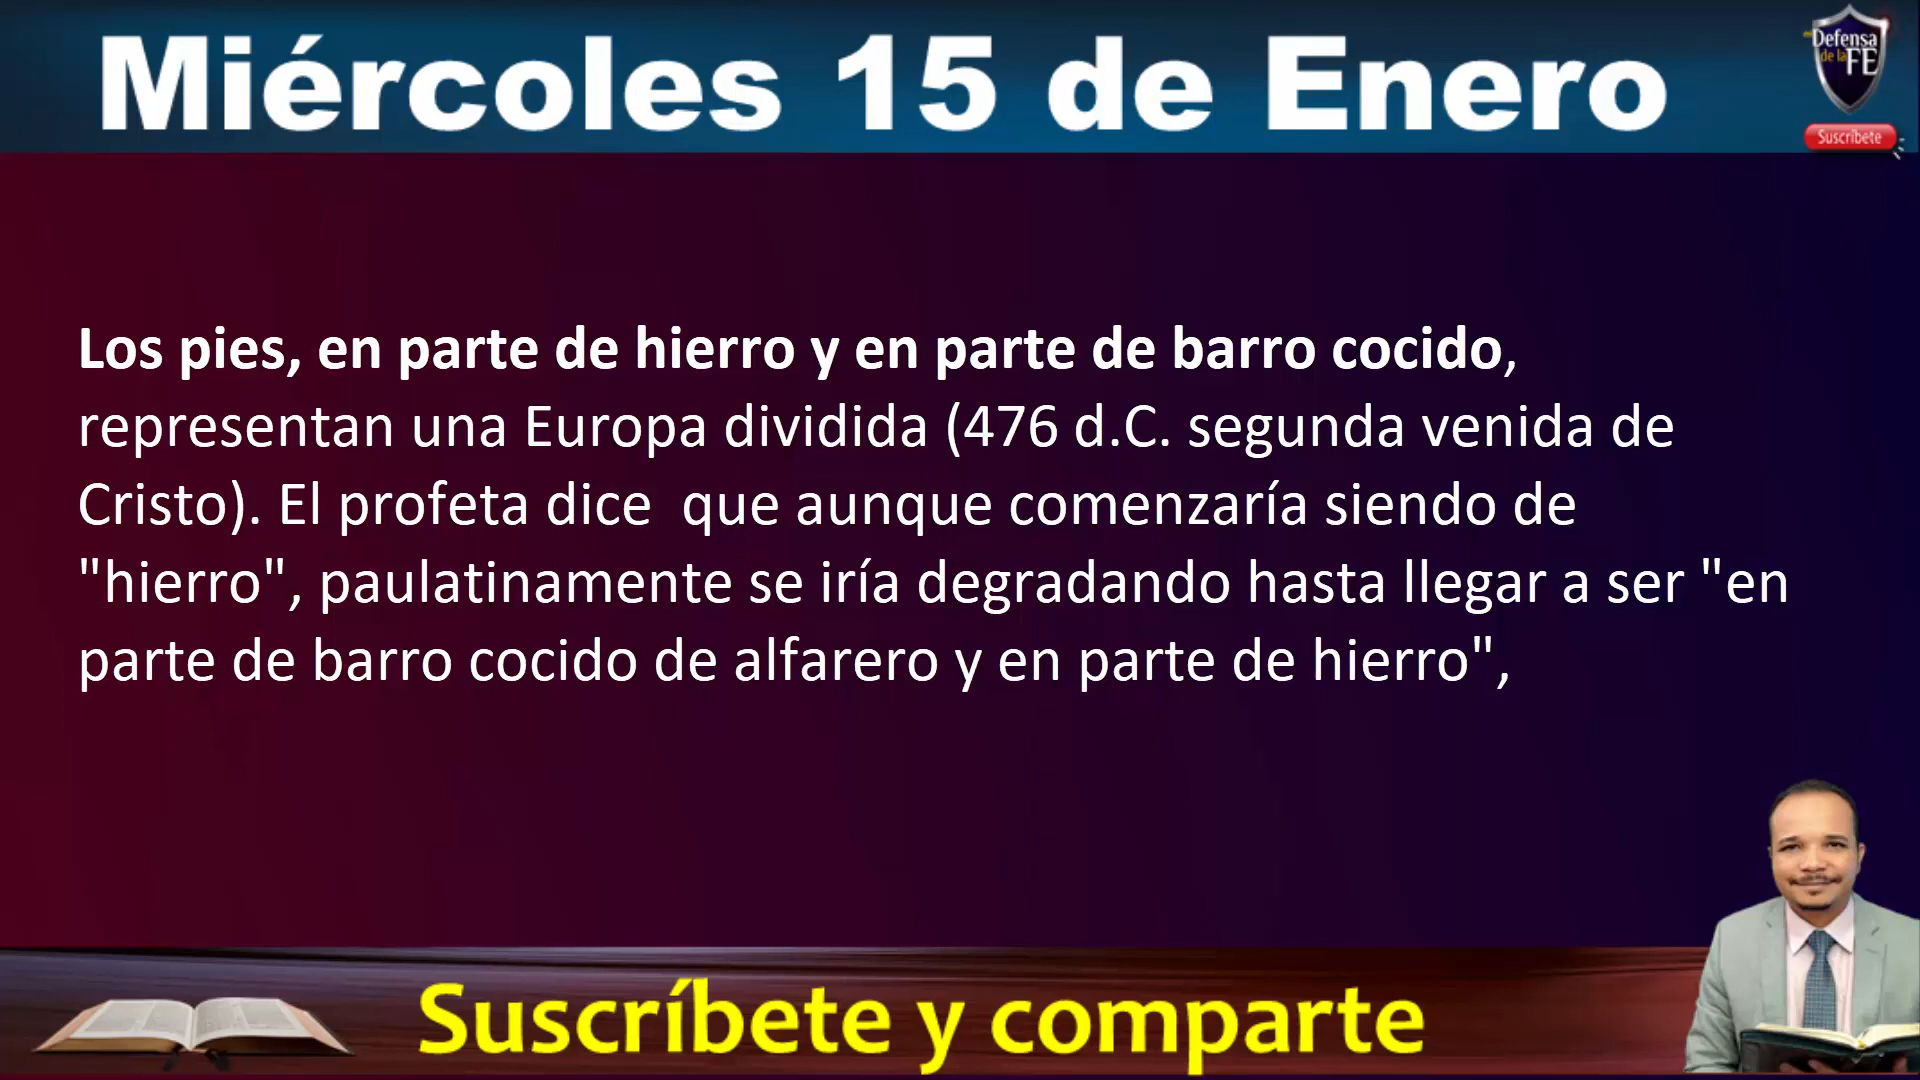 Miércoles 15 de Enero
Defensa
de la FE
Suscríbete
Los pies, en parte de hierro y en parte de barro cocido,
representan una Europa dividida (476 d.C. segunda venida de
Cristo). El profeta dice  que aunque comenzaría siendo de
"hierro", paulatinamente se iría degradando hasta llegar a ser "en
parte de barro cocido de alfarero y en parte de hierro",
Suscríbete y comparte